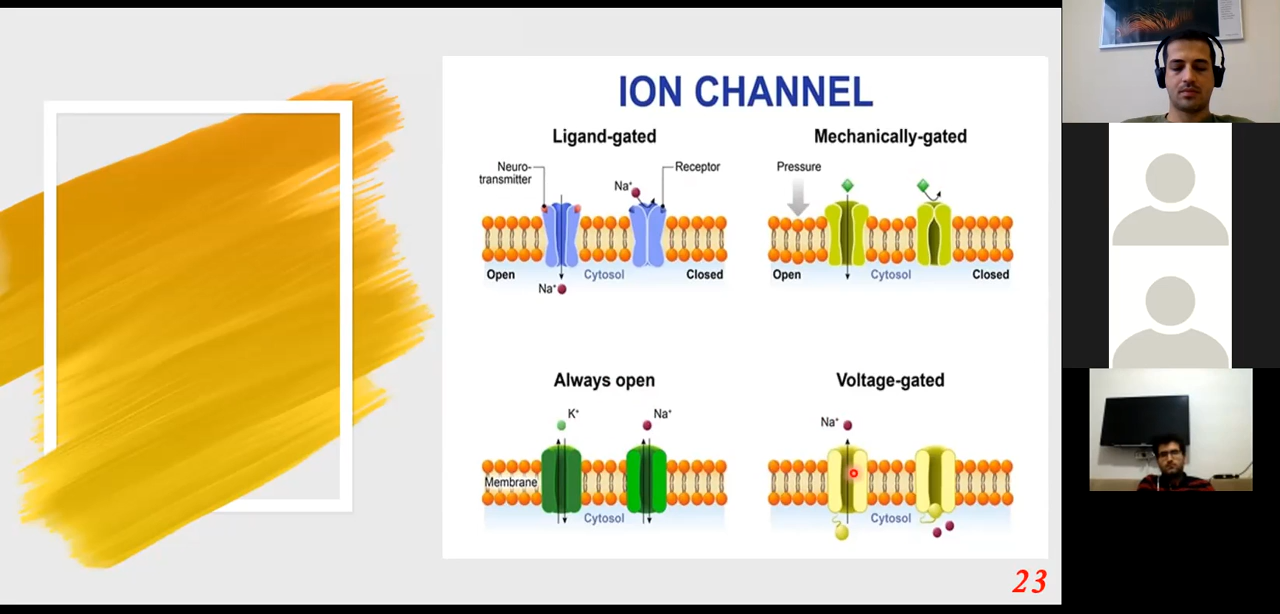 ION CHANNEL
Ligand-gated
Neuro-
transmitter
Na⁺
Receptor
Open
Cytosol
Closed
Na⁺
Mechanically-gated
Pressure
Open
Cytosol
Closed
Always open
K⁺
Na⁺
Membrane
Cytosol
Voltage-gated
Na⁺
Cytosol
23